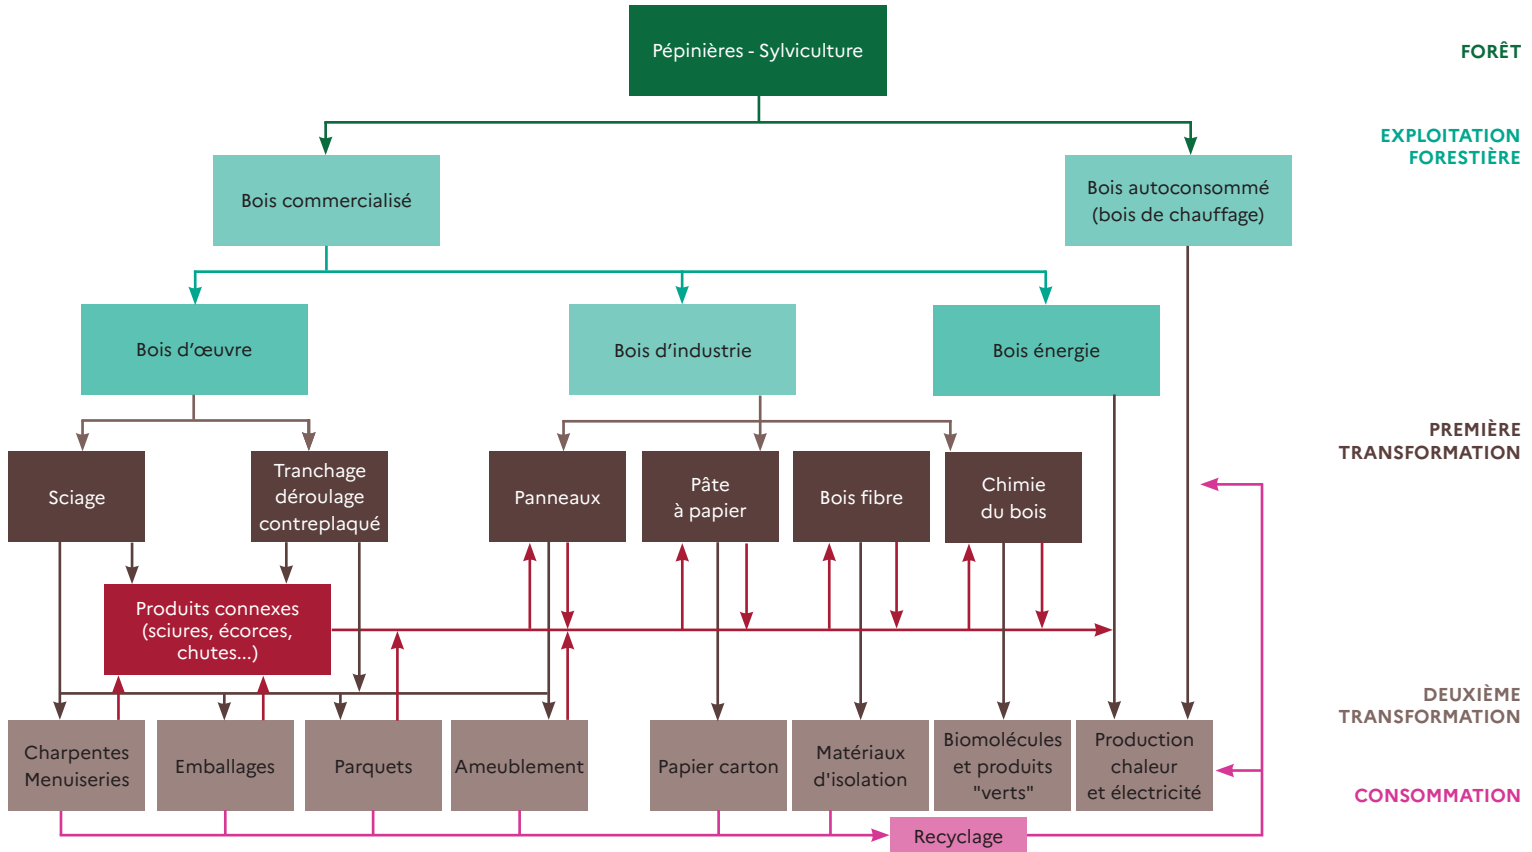 Pépinières - Sylviculture
FORÊT
EXPLOITATION
FORESTIÈRE
Bois commercialisé
Bois autoconsommé
(bois de chauffage)
Bois d’œuvre
Bois d’industrie
Bois énergie
PREMIÈRE
TRANSFORMATION
Sciage
Tranchage
déroulage
contreplaqué
Panneaux
Pâte
à papier
Bois fibre
Chimie
du bois
Produits connexes
(sciures, écorces,
chutes...)
DEUXIÈME
TRANSFORMATION
Charpentes
Menuiseries
Emballages
Parquets
Ameublement
Papier carton
Matériaux
d'isolation
Biomolécules
et produits
"verts"
Production
chaleur
et électricité
CONSOMMATION
Recyclage